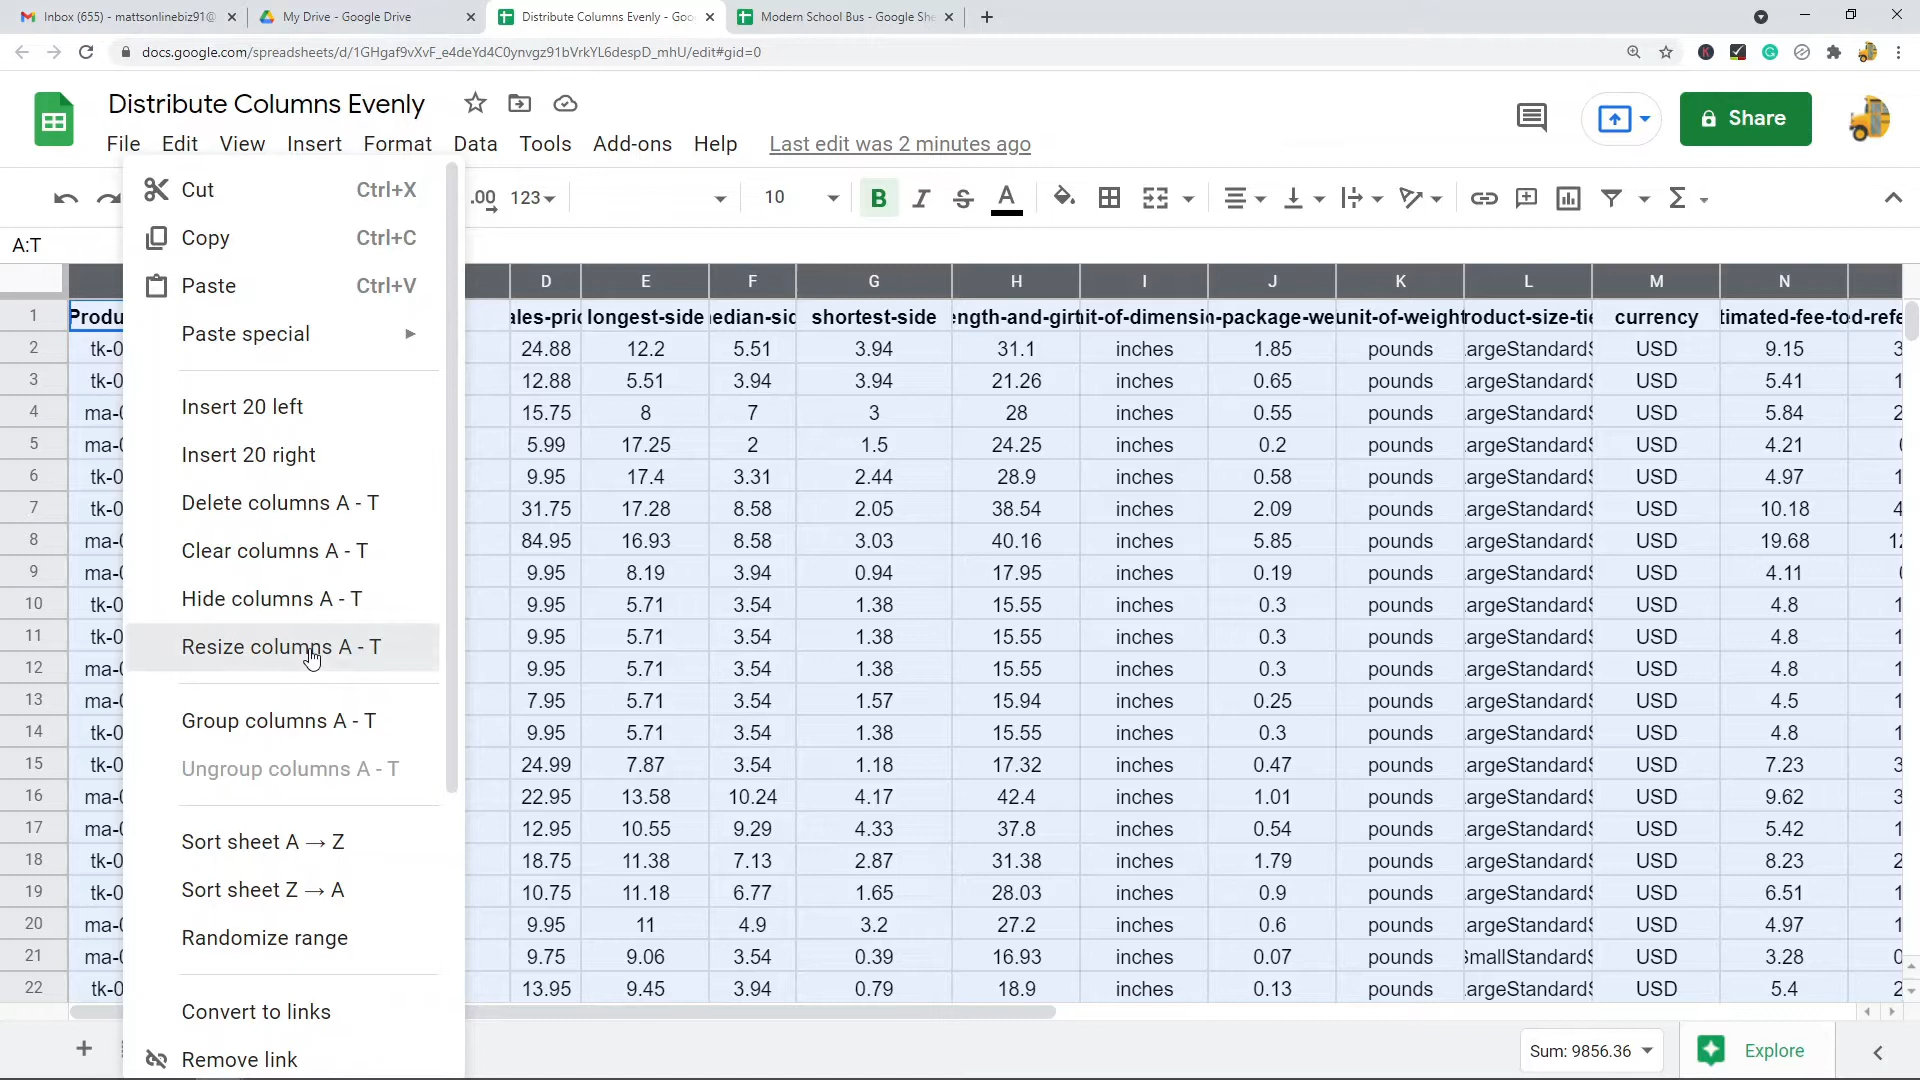 Inbox (655) - mattsonlinebiz91@
My Drive - Google Drive
Distribute Columns Evenly - Goo
Modern School Bus - Google She
docs.google.com/spreadsheets/d/1GHgaf9vXvF_e4deYd4C0ynvgz91bVrkYL6despD_mhU/edit#gid=0
Distribute Columns Evenly
Share
File Edit View Insert Format Data Tools Add-ons Help Last edit was 2 minutes ago
.00 123 10 B I S A
A:T
Cut Ctrl+X
Copy Ctrl+C
Paste Ctrl+V
Paste special
Insert 20 left
Insert 20 right
Delete columns A - T
Clear columns A - T
Hide columns A - T
Resize columns A - T
Group columns A - T
Ungroup columns A - T
Sort sheet A → Z
Sort sheet Z → A
Randomize range
Convert to links
Remove link
D E F G H I J K L M N
1 Produ ales-pric longest-side edian-sid shortest-side ength-and-girt it-of-dimensi n-package-we unit-of-weight roduct-size-tie currency timated-fee-to d-refe
2 tk-0 24.88 12.2 5.51 3.94 31.1 inches 1.85 pounds argeStandardS USD 9.15 3
3 tk-0 12.88 5.51 3.94 3.94 21.26 inches 0.65 pounds argeStandardS USD 5.41 1
4 ma-0 15.75 8 7 3 28 inches 0.55 pounds argeStandardS USD 5.84 2
5 ma-0 5.99 17.25 2 1.5 24.25 inches 0.2 pounds argeStandardS USD 4.21
6 tk-0 9.95 17.4 3.31 2.44 28.9 inches 0.58 pounds argeStandardS USD 4.97 1
7 tk-0 31.75 17.28 8.58 2.05 38.54 inches 2.09 pounds argeStandardS USD 10.18 4
8 ma-0 84.95 16.93 8.58 3.03 40.16 inches 5.85 pounds argeStandardS USD 19.68 12
9 ma-0 9.95 8.19 3.94 0.94 17.95 inches 0.19 pounds argeStandardS USD 4.11
10 tk-0 9.95 5.71 3.54 1.38 15.55 inches 0.3 pounds argeStandardS USD 4.8 1
11 tk-0 9.95 5.71 3.54 1.38 15.55 inches 0.3 pounds argeStandardS USD 4.8 1
12 ma-0 9.95 5.71 3.54 1.38 15.55 inches 0.3 pounds argeStandardS USD 4.8 1
13 ma-0 7.95 5.71 3.54 1.57 15.94 inches 0.25 pounds argeStandardS USD 4.5 1
14 tk-0 9.95 5.71 3.54 1.38 15.55 inches 0.3 pounds argeStandardS USD 4.8 1
15 tk-0 24.99 7.87 3.54 1.18 17.32 inches 0.47 pounds argeStandardS USD 7.23 3
16 ma-0 22.95 13.58 10.24 4.17 42.4 inches 1.01 pounds argeStandardS USD 9.62 3
17 ma-0 12.95 10.55 9.29 4.33 37.8 inches 0.54 pounds argeStandardS USD 5.42 1
18 tk-0 18.75 11.38 7.13 2.87 31.38 inches 1.79 pounds argeStandardS USD 8.23 2
19 tk-0 10.75 11.18 6.77 1.65 28.03 inches 0.9 pounds argeStandardS USD 6.51 1
20 ma-0 9.95 11 4.9 3.2 27.2 inches 0.6 pounds argeStandardS USD 4.97 1
21 ma-0 9.75 9.06 3.54 0.39 16.93 inches 0.07 pounds SmallStandardS USD 3.28 0
22 tk-0 13.95 9.45 3.94 0.79 18.9 inches 0.13 pounds argeStandardS USD 5.4 2
Sum: 9856.36
Explore